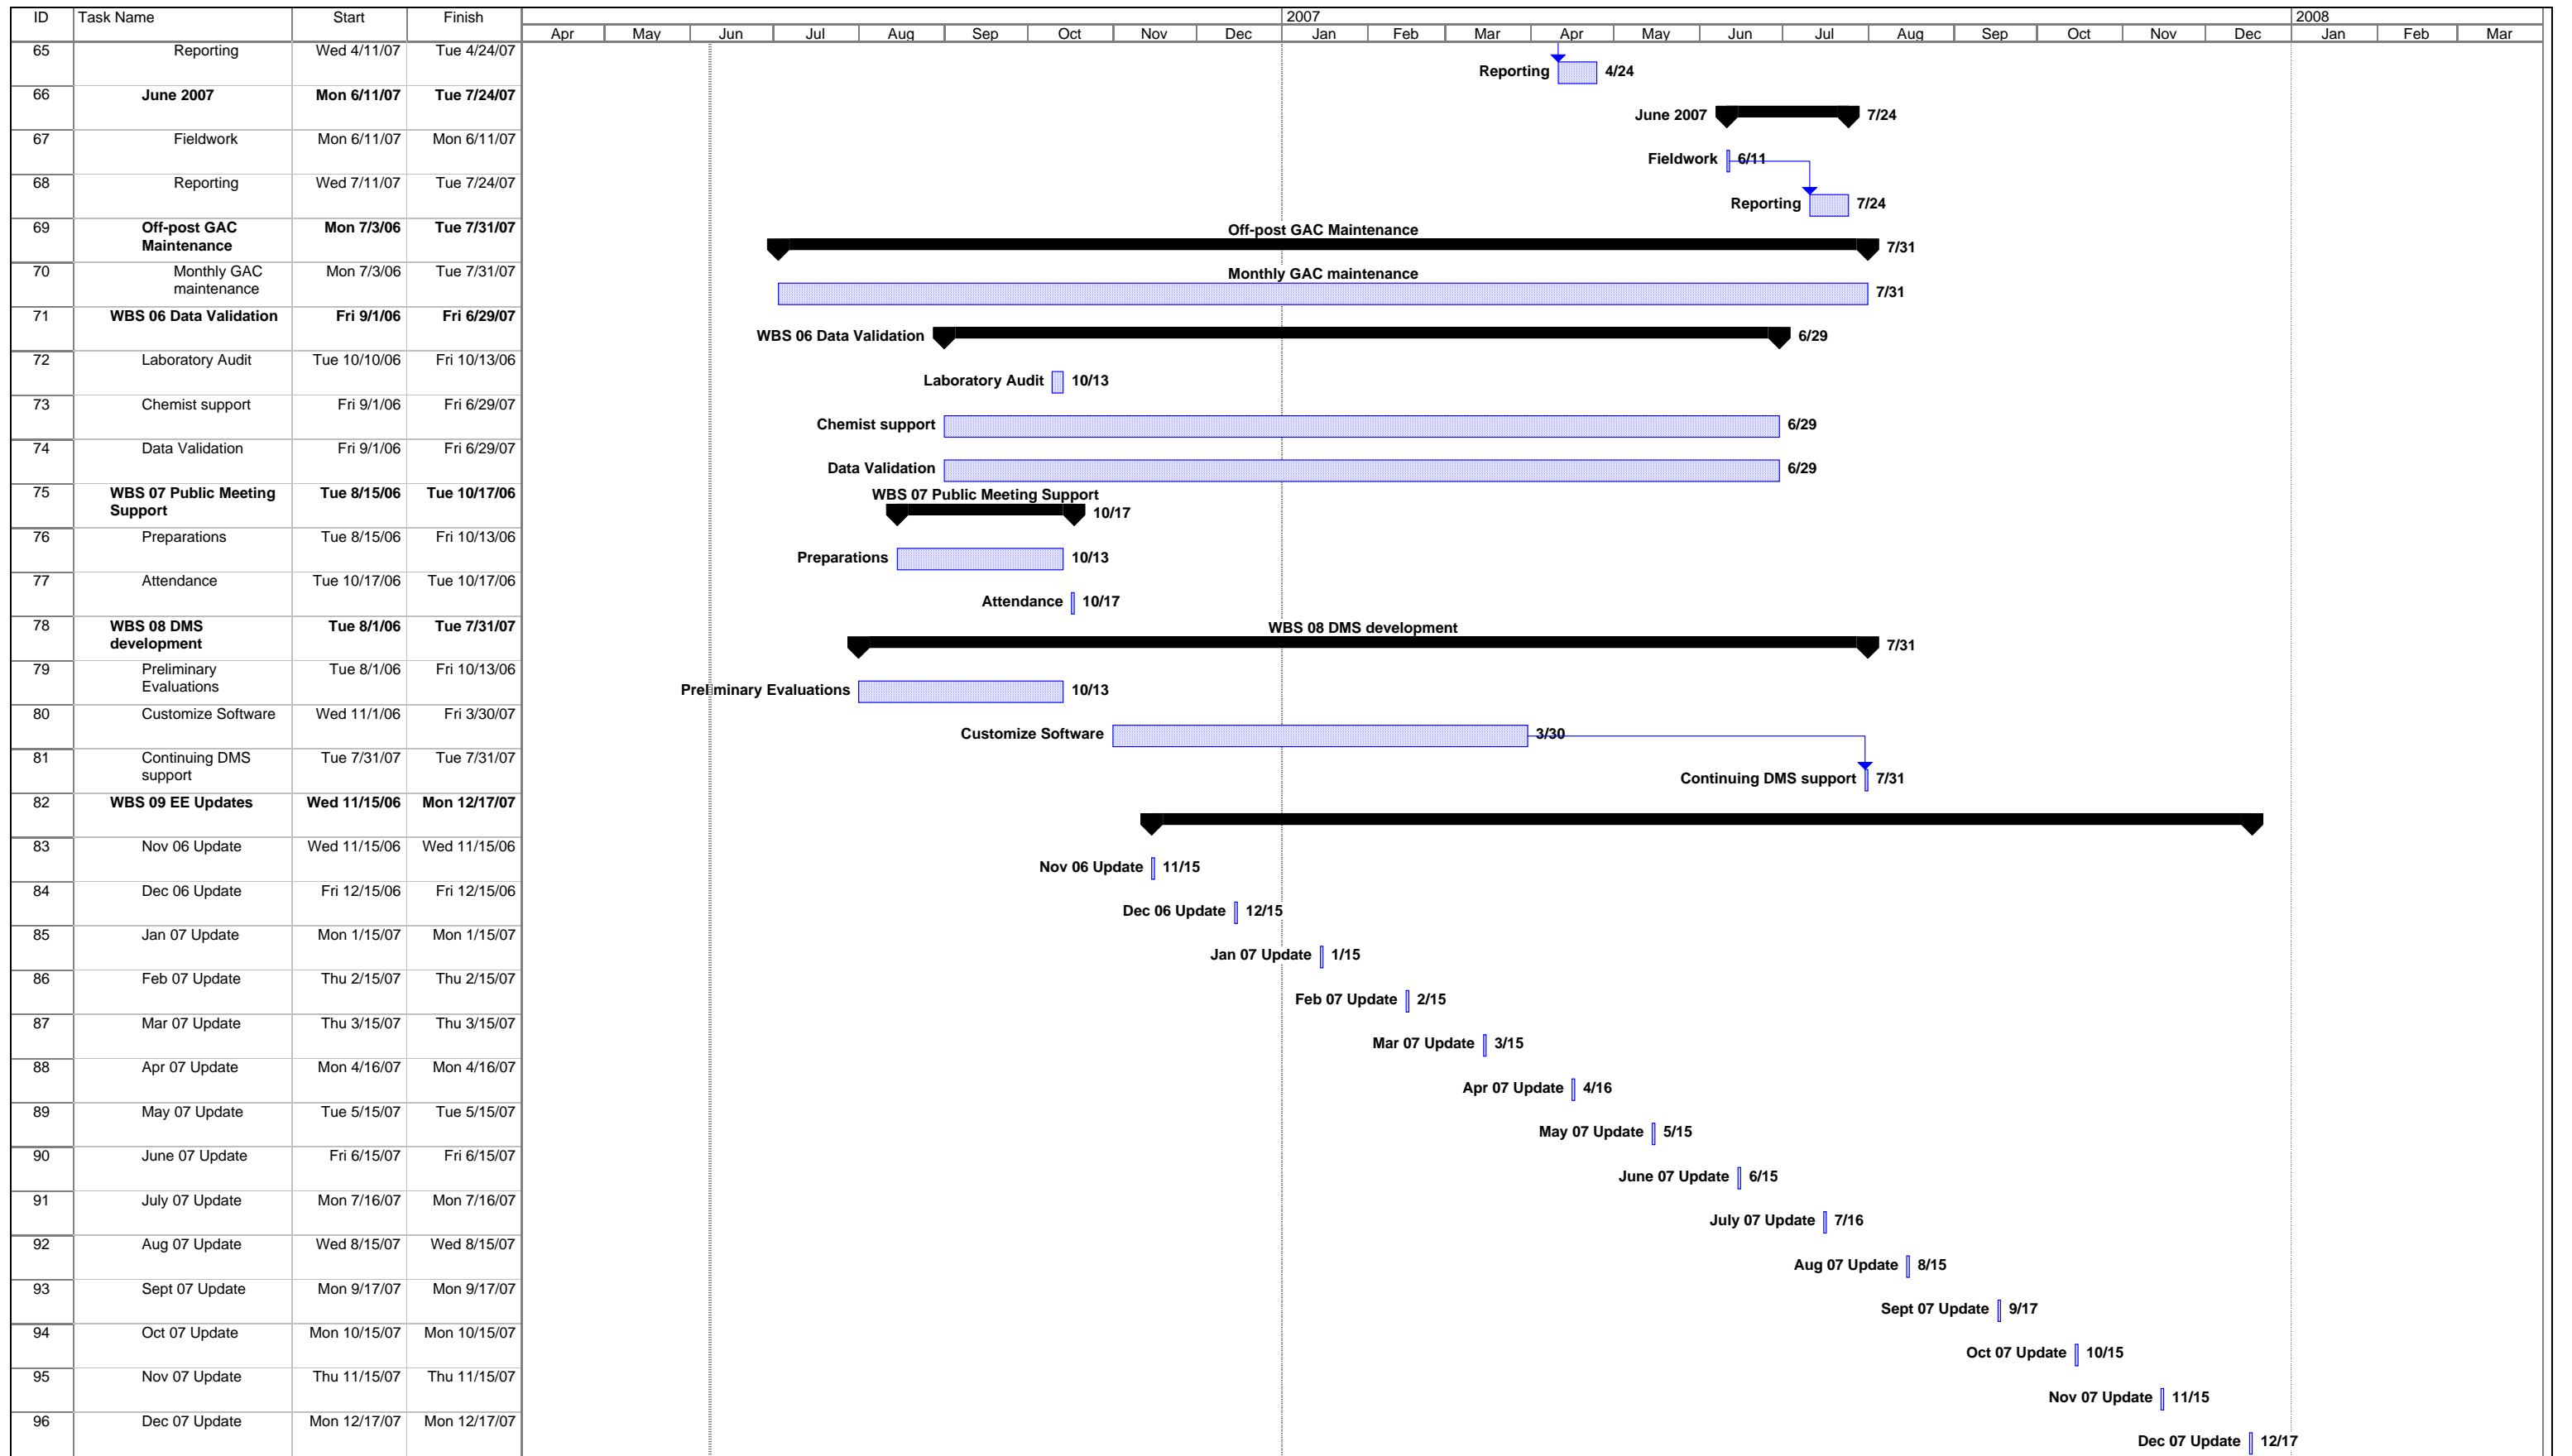 ID Task Name Start Finish 2007 2008
Apr May Jun Jul Aug Sep Oct Nov Dec Jan Feb Mar Apr May Jun Jul Aug Sep Oct Nov Dec Jan Feb Mar
65 Reporting Wed 4/11/07 Tue 4/24/07
Reporting 4/24
66 June 2007 Mon 6/11/07 Tue 7/24/07
June 2007 7/24
67 Fieldwork Mon 6/11/07 Mon 6/11/07
Fieldwork 6/11
68 Reporting Wed 7/11/07 Tue 7/24/07
Reporting 7/24
69 Off-post GAC Mon 7/3/06 Tue 7/31/07
Maintenance
Off-post GAC Maintenance
7/31
70 Monthly GAC Mon 7/3/06 Tue 7/31/07
maintenance
Monthly GAC maintenance
7/31
71 WBS 06 Data Validation Fri 9/1/06 Fri 6/29/07
WBS 06 Data Validation 6/29
72 Laboratory Audit Tue 10/10/06 Fri 10/13/06
Laboratory Audit 10/13
73 Chemist support Fri 9/1/06 Fri 6/29/07
Chemist support 6/29
74 Data Validation Fri 9/1/06 Fri 6/29/07
Data Validation 6/29
75 WBS 07 Public Meeting Tue 8/15/06 Tue 10/17/06
Support
WBS 07 Public Meeting Support
10/17
76 Preparations Tue 8/15/06 Fri 10/13/06
Preparations 10/13
77 Attendance Tue 10/17/06 Tue 10/17/06
Attendance 10/17
78 WBS 08 DMS Tue 8/1/06 Tue 7/31/07
development
WBS 08 DMS development
7/31
79 Preliminary Tue 8/1/06 Fri 10/13/06
Evaluations
Preliminary Evaluations 10/13
80 Customize Software Wed 11/1/06 Fri 3/30/07
Customize Software 3/30
81 Continuing DMS Tue 7/31/07 Tue 7/31/07
support
Continuing DMS support 7/31
82 WBS 09 EE Updates Wed 11/15/06 Mon 12/17/07
83 Nov 06 Update Wed 11/15/06 Wed 11/15/06
Nov 06 Update 11/15
84 Dec 06 Update Fri 12/15/06 Fri 12/15/06
Dec 06 Update 12/15
85 Jan 07 Update Mon 1/15/07 Mon 1/15/07
Jan 07 Update 1/15
86 Feb 07 Update Thu 2/15/07 Thu 2/15/07
Feb 07 Update 2/15
87 Mar 07 Update Thu 3/15/07 Thu 3/15/07
Mar 07 Update 3/15
88 Apr 07 Update Mon 4/16/07 Mon 4/16/07
Apr 07 Update 4/16
89 May 07 Update Tue 5/15/07 Tue 5/15/07
May 07 Update 5/15
90 June 07 Update Fri 6/15/07 Fri 6/15/07
June 07 Update 6/15
91 July 07 Update Mon 7/16/07 Mon 7/16/07
July 07 Update 7/16
92 Aug 07 Update Wed 8/15/07 Wed 8/15/07
Aug 07 Update 8/15
93 Sept 07 Update Mon 9/17/07 Mon 9/17/07
Sept 07 Update 9/17
94 Oct 07 Update Mon 10/15/07 Mon 10/15/07
Oct 07 Update 10/15
95 Nov 07 Update Thu 11/15/07 Thu 11/15/07
Nov 07 Update 11/15
96 Dec 07 Update Mon 12/17/07 Mon 12/17/07
Dec 07 Update 12/17